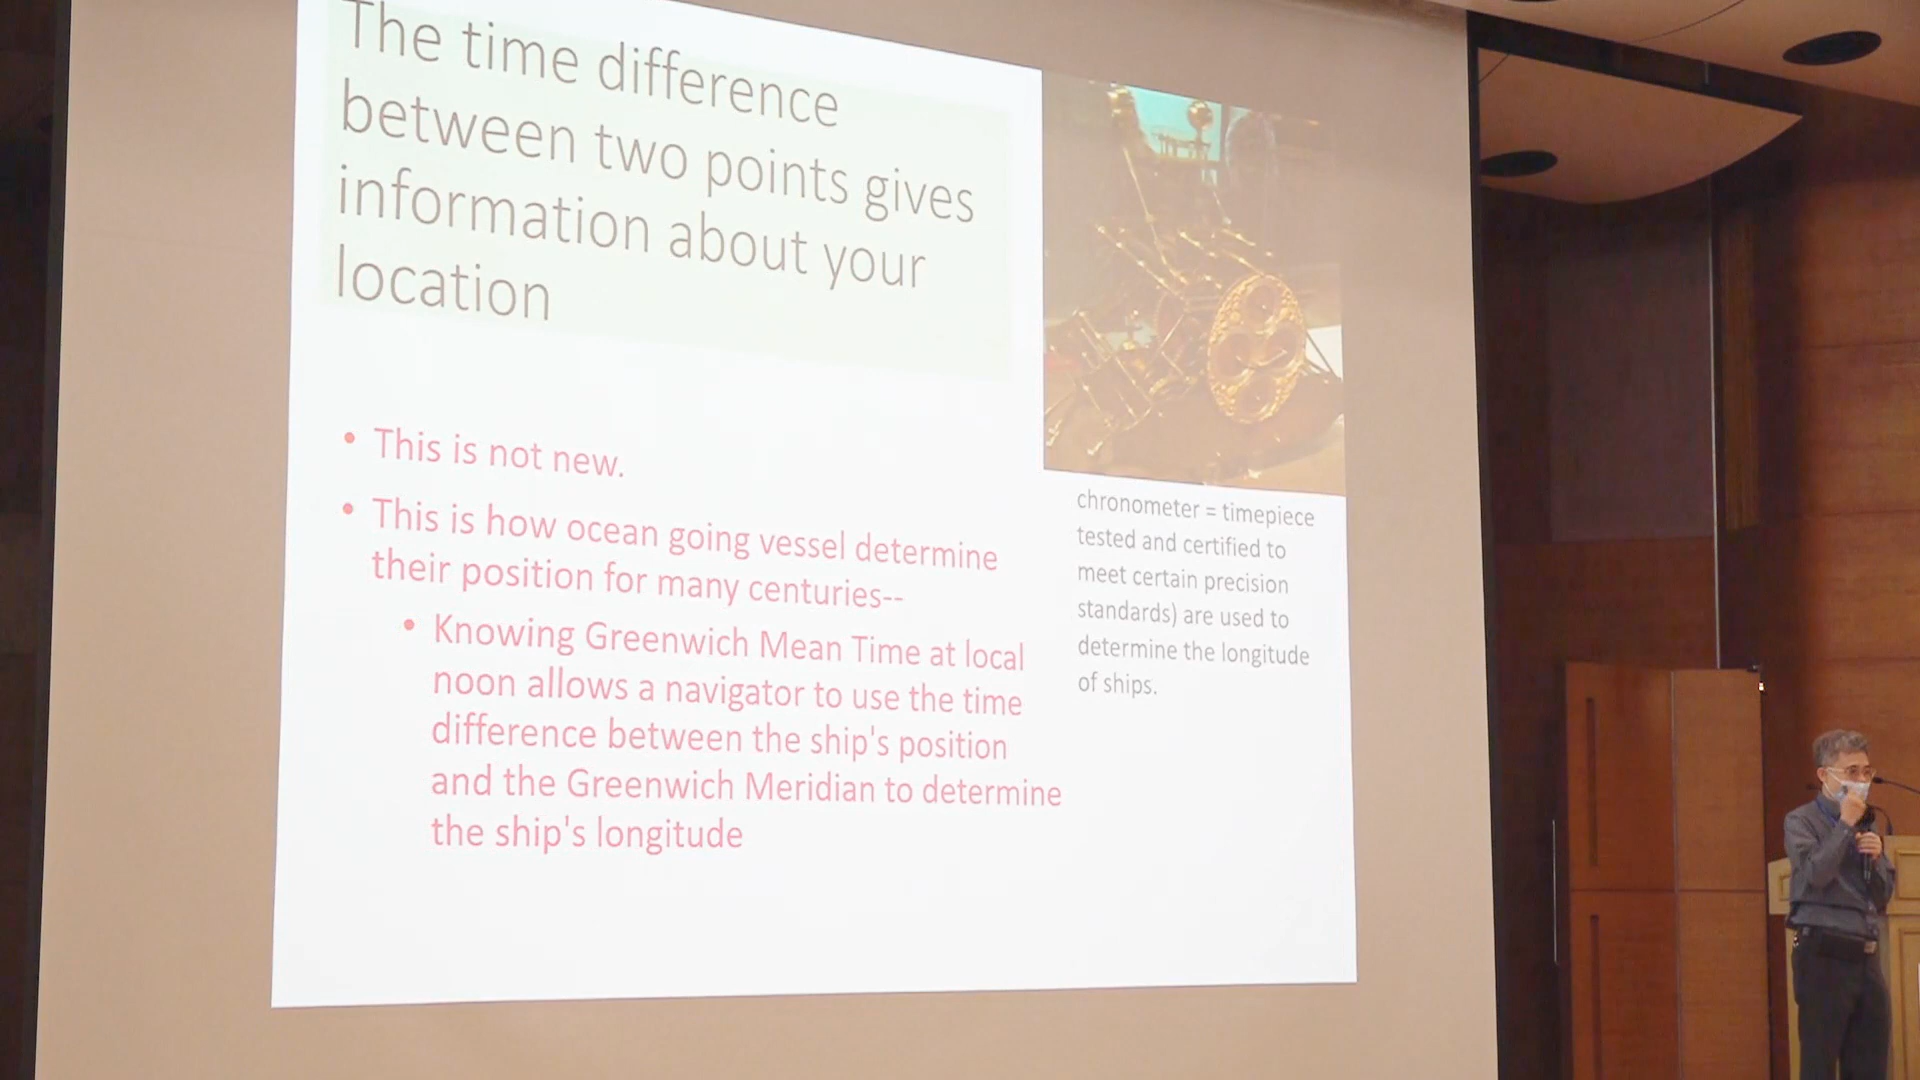 The time difference
between two points gives
information about your
location
• This is not new.
• This is how ocean going vessel determine
their position for many centuries--
• Knowing Greenwich Mean Time at local
noon allows a navigator to use the time
difference between the ship's position
and the Greenwich Meridian to determine
the ship's longitude
chronometer = timepiece
tested and certified to
meet certain precision
standards) are used to
determine the longitude
of ships.